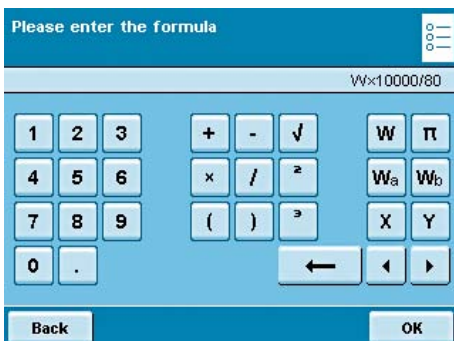 Please enter the formula
W×10000/80
1 2 3 + - √ W π
4 5 6 × / ² Wa Wb
7 8 9 ( ) ³ X Y
0 . ← ◂ ▸
Back OK